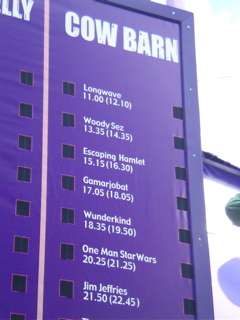 ELLY
COW BARN
Longwave
11.00 (12.10)
Woody Sez
13.35 (14.35)
Escaping Hamlet
15.15 (16.30)
Gamarjobat
17.05 (18.05)
Wunderkind
18.35 (19.50)
One Man Star Wars
20.25 (21.25)
Jim Jeffries
21.50 (22.45)